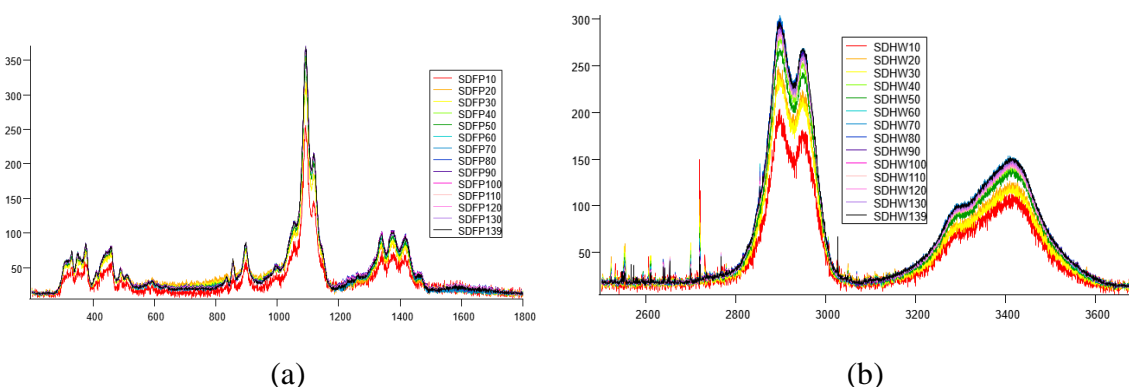 350
300
250
200
150
100
50
400
600
800
1000
1200
1400
1600
1800
SDFP10
SDFP20
SDFP30
SDFP40
SDFP50
SDFP60
SDFP70
SDFP80
SDFP90
SDFP100
SDFP110
SDFP120
SDFP130
SDFP139
(a)
300
250
200
150
100
50
2600
2800
3000
3200
3400
3600
SDHW10
SDHW20
SDHW30
SDHW40
SDHW50
SDHW60
SDHW70
SDHW80
SDHW90
SDHW100
SDHW110
SDHW120
SDHW130
SDHW139
(b)